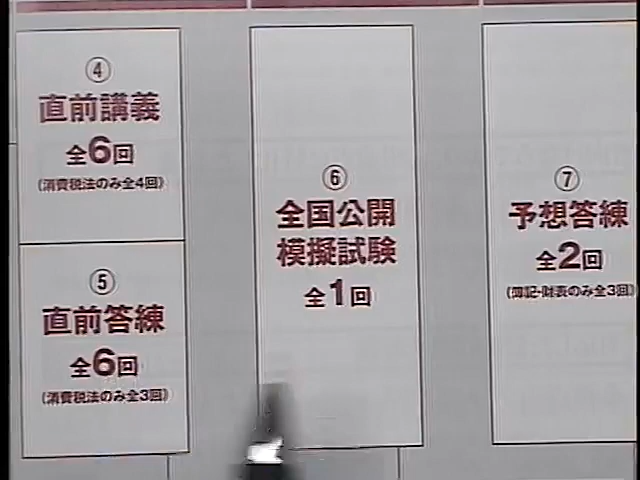 ④
直前講義
全6回
(消費税法のみ全4回)
⑤
直前答練
全6回
(消費税法のみ全3回)
⑥
全国公開
模擬試験
全1回
⑦
予想答練
全2回
(簿記・財表のみ全3回)